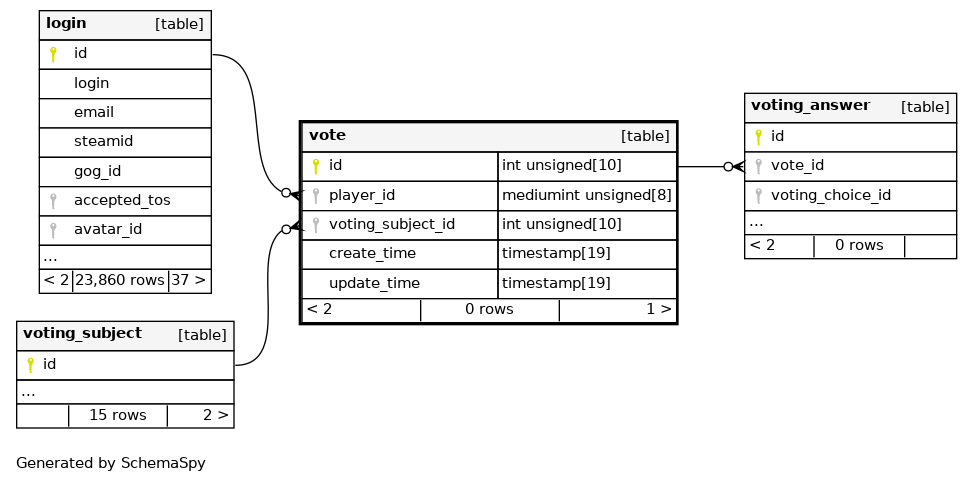 login [table]
id
login
email
steamid
gog_id
accepted_tos
avatar_id
...
< 2 23,860 rows 37 >
voting_subject [table]
id
...
15 rows 2 >
vote [table]
id int unsigned[10]
player_id mediumint unsigned[8]
voting_subject_id int unsigned[10]
create_time timestamp[19]
update_time timestamp[19]
< 2 0 rows 1 >
voting_answer [table]
id
vote_id
voting_choice_id
...
< 2 0 rows
Generated by SchemaSpy